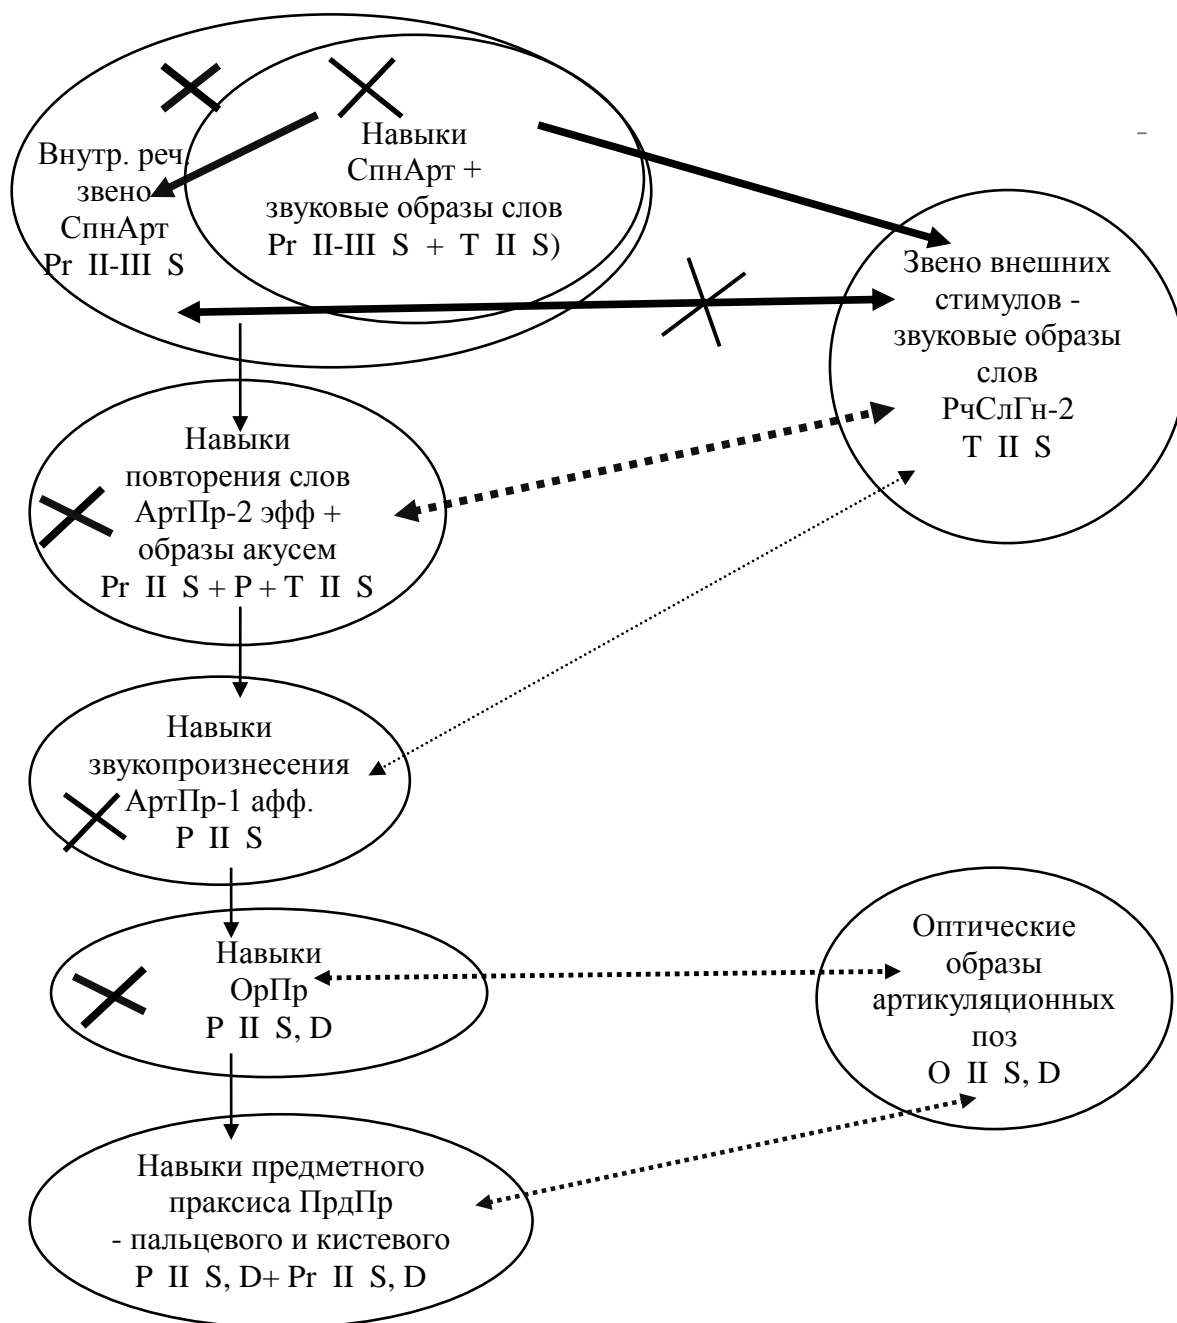 Внутр. реч.
звено
СпнАрт
Pr II-III S
Навыки
СпнАрт +
звуковые образы слов
Pr II-III S + T II S)
Звено внешних
стимулов -
звуковые образы
слов
РчСлГн-2
T II S
Навыки
повторения слов
АртПр-2 эфф +
образы акусем
Pr II S + P + T II S
Навыки
звукопроизнесения
АртПр-1 афф.
P II S
Навыки
ОрПр
P II S, D
Оптические
образы
артикуляционных
поз
O II S, D
Навыки предметного
праксиса ПрдПр
- пальцевого и кистевого
P II S, D+ Pr II S, D